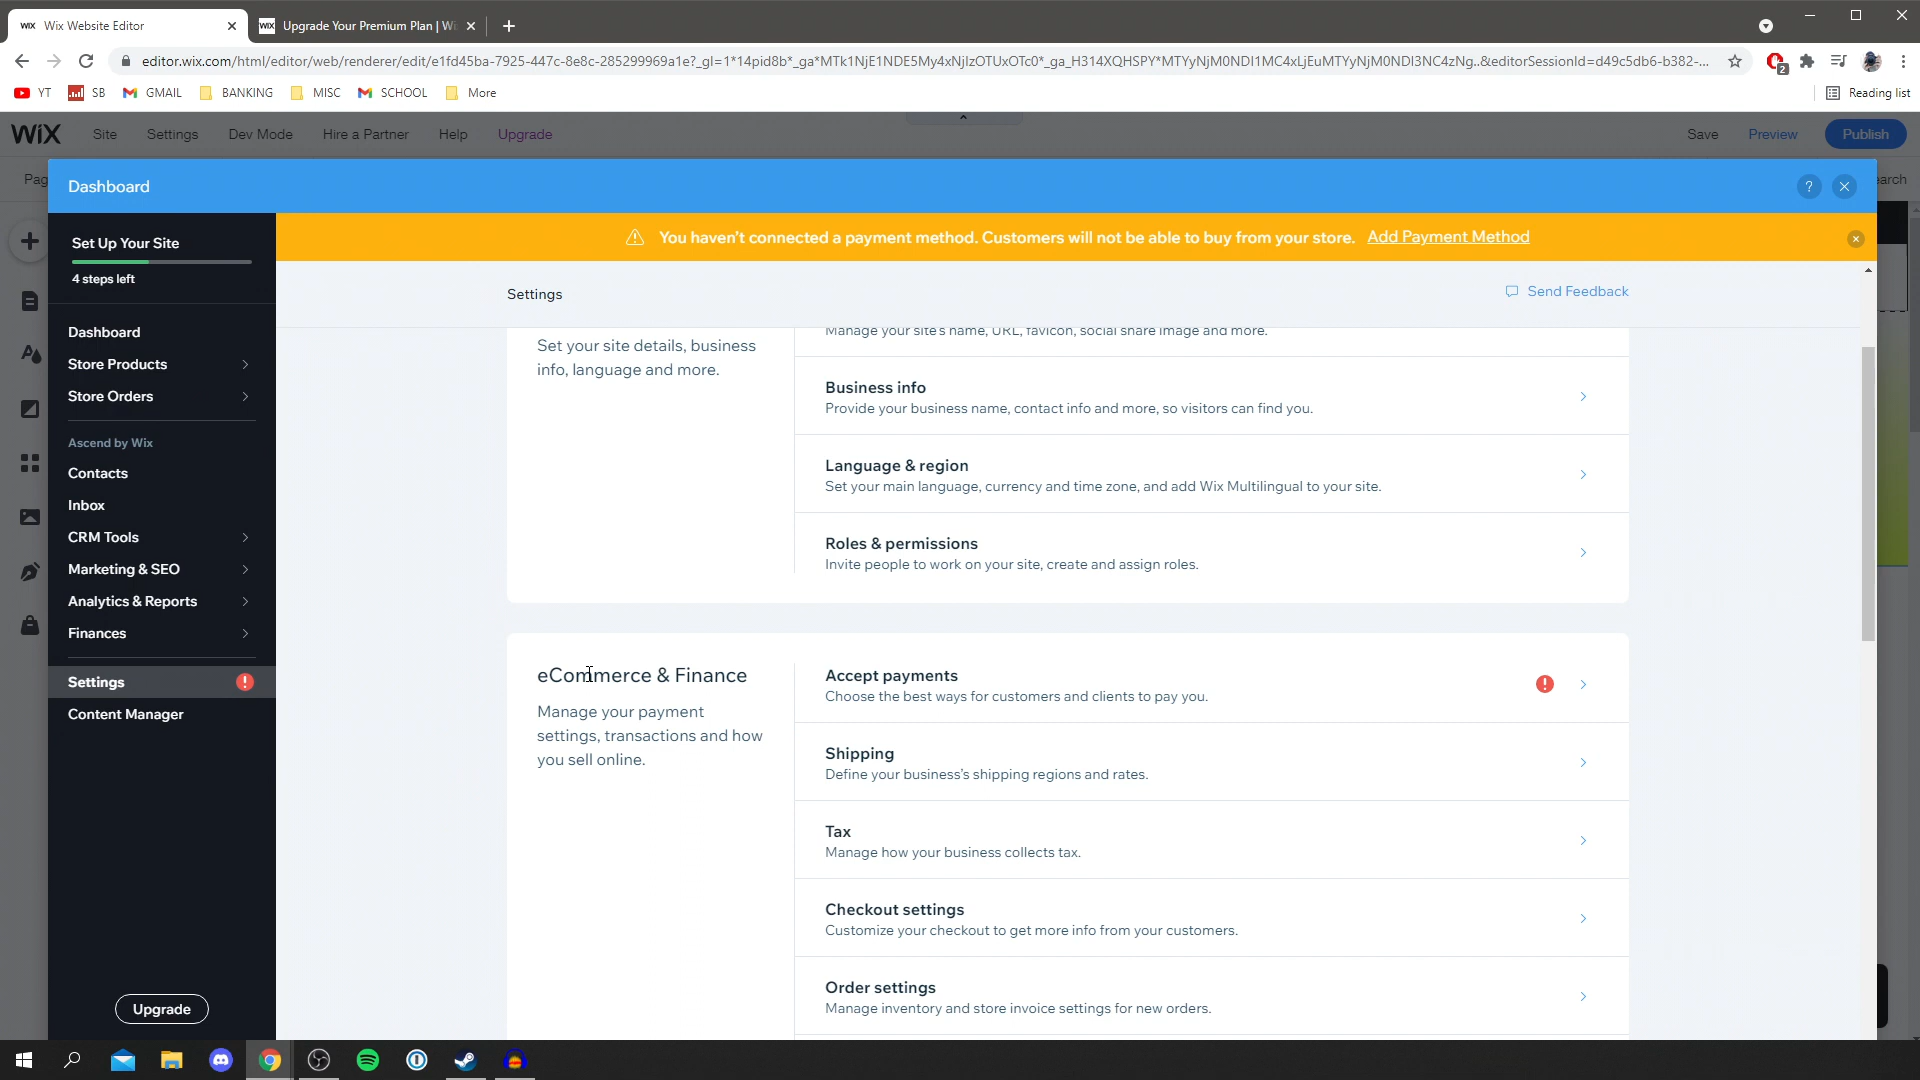 WiX Wix Website Editor
WiX Upgrade Your Premium Plan | Wi
editor.wix.com/html/editor/web/renderer/edit/e1fd45ba-7925-447c-8e8c-285299969a1e?_gl=1*14pid8b*_ga*MTk1NjE1NDE5My4xNjIzOTUxOTc0*_ga_H314XQHSPY*MTYyNjM0NDI1MC4xLjEuMTYyNjM0NDI3NC4zNg..&editorSessionId=d49c5db6-b382-...
2
YT SB GMAIL BANKING MISC SCHOOL More Reading list
WiX Site Settings Dev Mode Hire a Partner Help Upgrade Save Preview Publish
Pag
earch
Dashboard
?
Set Up Your Site
4 steps left
You haven't connected a payment method. Customers will not be able to buy from your store. Add Payment Method
Settings
Send Feedback
Dashboard
Store Products
Store Orders
Ascend by Wix
Contacts
Inbox
CRM Tools
Marketing & SEO
Analytics & Reports
Finances
Settings
Content Manager
Upgrade
Set your site details, business
info, language and more.
Manage your site's name, URL, favicon, social share image and more.
Business info
Provide your business name, contact info and more, so visitors can find you.
Language & region
Set your main language, currency and time zone, and add Wix Multilingual to your site.
Roles & permissions
Invite people to work on your site, create and assign roles.
eCommerce & Finance
Manage your payment
settings, transactions and how
you sell online.
Accept payments
Choose the best ways for customers and clients to pay you.
Shipping
Define your business's shipping regions and rates.
Tax
Manage how your business collects tax.
Checkout settings
Customize your checkout to get more info from your customers.
Order settings
Manage inventory and store invoice settings for new orders.